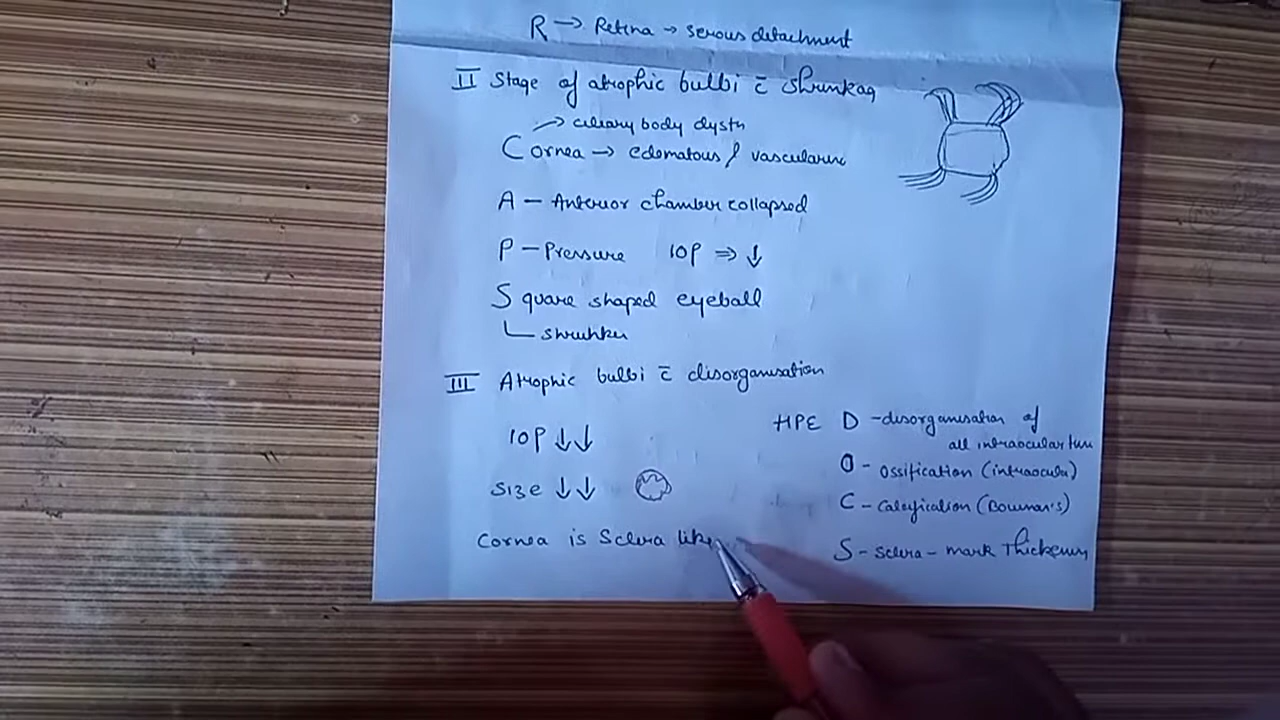 R → Retina → serous detachment
II Stage of atrophic bulbi c̄ shrinkag
→ ciliary body dysfn
Cornea → edematous / vascularise
A - Anterior chamber collapsed
P - Pressure IOP ⇒ ↓
Square shaped eyeball
shrunken
III Atrophic bulbi c̄ disorganisation
IOP ↓↓
Size ↓↓
Cornea is Sclera like
HPE D - disorganisation of
all intraocular
O - Ossification (intraocula)
C - Calcification (Bowman's)
S - Sclera - mark Thickening